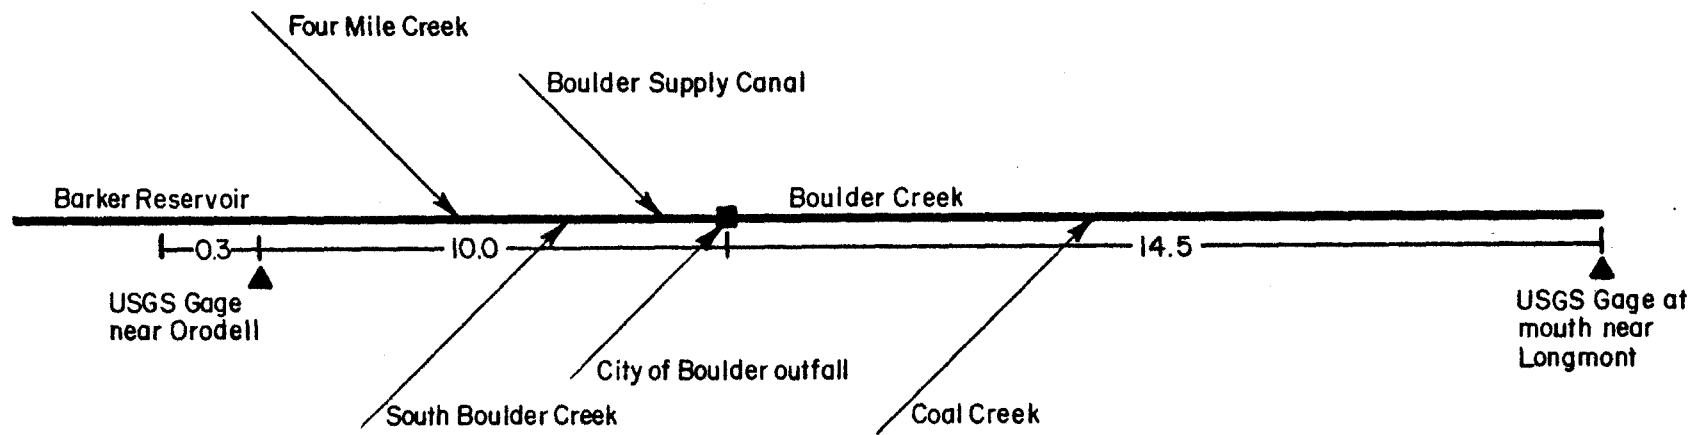 Four Mile Creek
Boulder Supply Canal
Barker Reservoir
Boulder Creek
0.3
10.0
14.5
USGS Gage
near Orodell
USGS Gage at
mouth near
Longmont
City of Boulder outfall
South Boulder Creek
Coal Creek